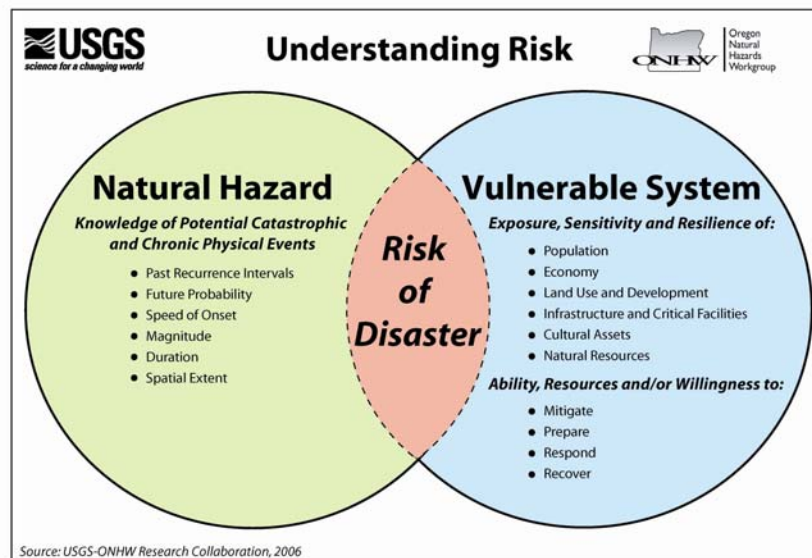 USGS
science for a changing world
Understanding Risk
ONHW
Oregon
Natural
Hazards
Workgroup
Natural Hazard
Knowledge of Potential Catastrophic
and Chronic Physical Events
• Past Recurrence Intervals
• Future Probability
• Speed of Onset
• Magnitude
• Duration
• Spatial Extent
Risk
of
Disaster
Vulnerable System
Exposure, Sensitivity and Resilience of:
• Population
• Economy
• Land Use and Development
• Infrastructure and Critical Facilities
• Cultural Assets
• Natural Resources
Ability, Resources and/or Willingness to:
• Mitigate
• Prepare
• Respond
• Recover
Source: USGS-ONHW Research Collaboration, 2006